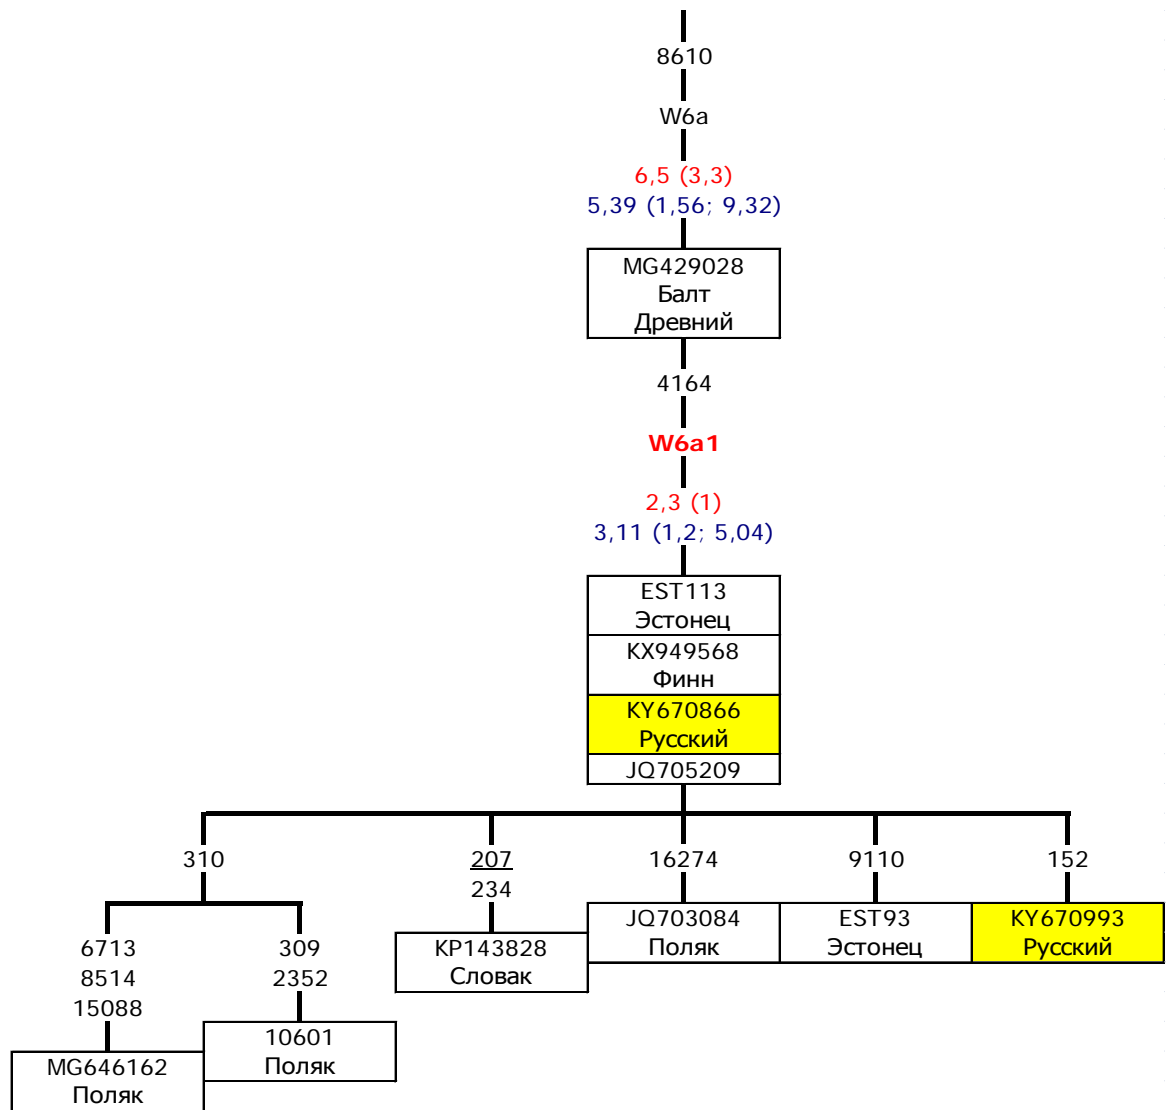 8610
W6a
6,5 (3,3)
5,39 (1,56; 9,32)
MG429028
Балт
Древний
4164
W6a1
2,3 (1)
3,11 (1,2; 5,04)
EST113
Эстонец
KX949568
Финн
KY670866
Русский
JQ705209
310
207
234
16274
9110
152
6713
8514
15088
309
2352
KP143828
Словак
JQ703084
Поляк
EST93
Эстонец
KY670993
Русский
MG646162
Поляк
10601
Поляк